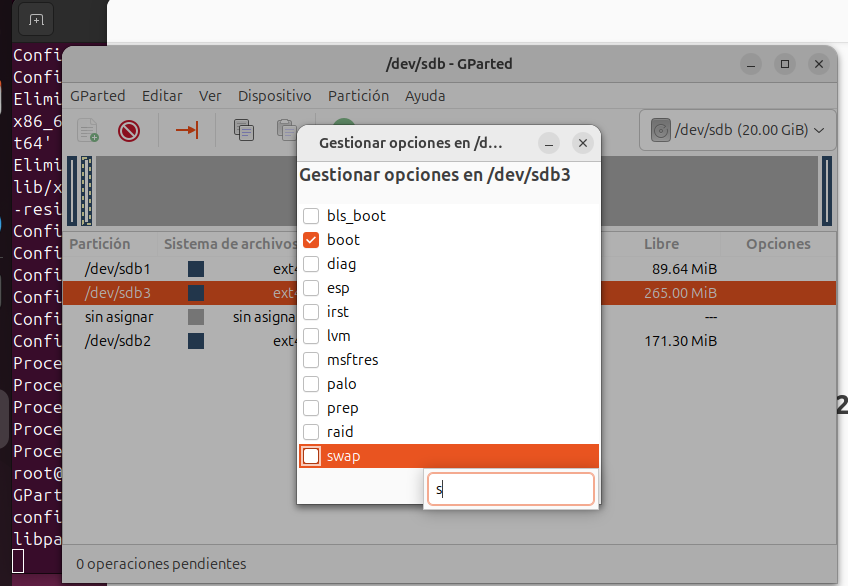 /dev/sdb - GParted
GParted Editar Ver Dispositivo Partición Ayuda
/dev/sdb (20.00 GiB)
Partición Sistema de archivos Libre Opciones
/dev/sdb1 ext4 89.64 MiB
/dev/sdb3 ext4 265.00 MiB
sin asignar sin asigna ---
/dev/sdb2 ext4 171.30 MiB
0 operaciones pendientes
Gestionar opciones en /d...
Gestionar opciones en /dev/sdb3
bls_boot
boot
diag
esp
irst
lvm
msftres
palo
prep
raid
swap
s
Confi
Confi
Elimi
x86_6
t64'
Elimi
lib/x
-resi
Confi
Confi
Confi
Confi
Confi
Confi
Proce
Proce
Proce
Proce
Proce
root@
GPart
confi
libpa
2